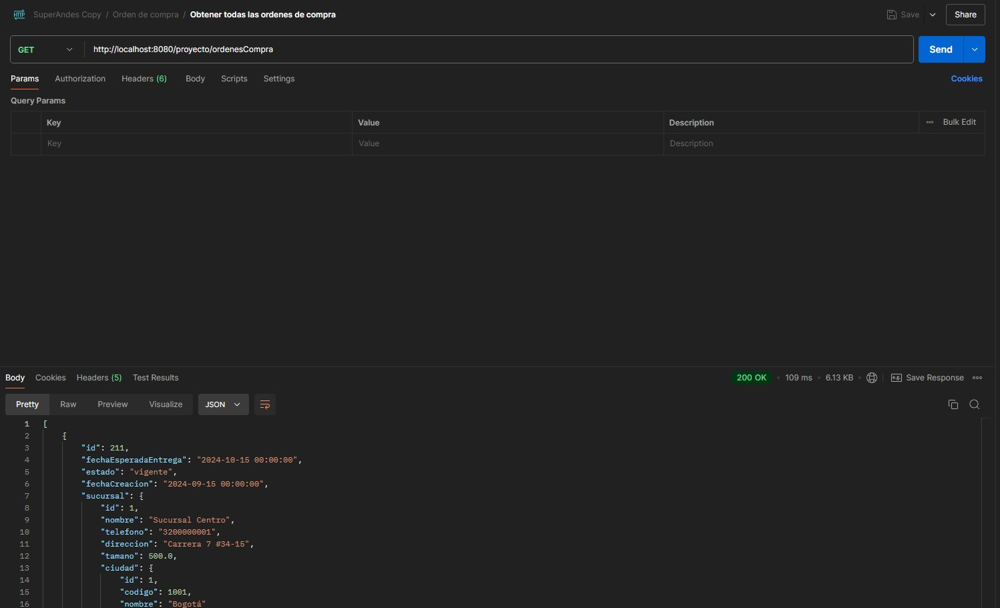 HTTP SuperAndes Copy / Orden de compra / Obtener todas las ordenes de compra Save Share
GET http://localhost:8080/proyecto/ordenesCompra Send
Params Authorization Headers (6) Body Scripts Settings Cookies
Query Params
Key Value Description Bulk Edit
Key Value Description
Body Cookies Headers (5) Test Results 200 OK 109 ms 6.13 KB e.g. Save Response
Pretty Raw Preview Visualize JSON
1 [
2 {
3 "id": 211,
4 "fechaEsperadaEntrega": "2024-10-15 00:00:00",
5 "estado": "vigente",
6 "fechaCreacion": "2024-09-15 00:00:00",
7 "sucursal": {
8 "id": 1,
9 "nombre": "Sucursal Centro",
10 "telefono": "3200000001",
11 "direccion": "Carrera 7 #34-15",
12 "tamano": 500.0,
13 "ciudad": {
14 "id": 1,
15 "codigo": 1001,
16 "nombre": "Bogotá"